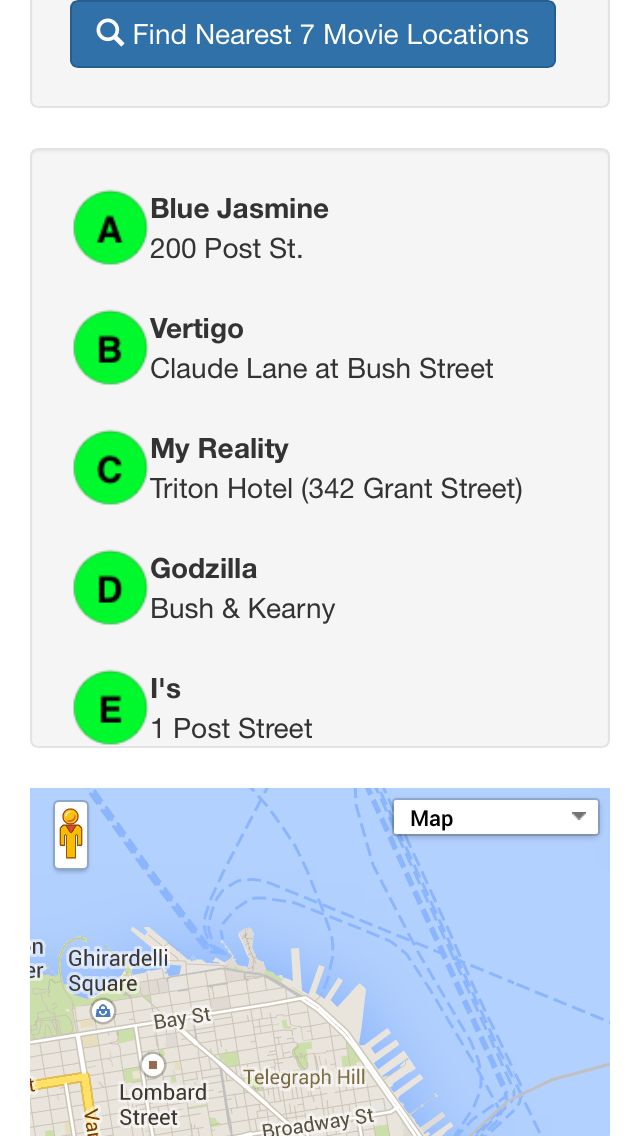 Find Nearest 7 Movie Locations
A
Blue Jasmine
200 Post St.
B
Vertigo
Claude Lane at Bush Street
C
My Reality
Triton Hotel (342 Grant Street)
D
Godzilla
Bush & Kearny
E
I's
1 Post Street
Map
Ghirardelli
Square
Bay St
Telegraph Hill
Lombard
Street
Broadway St